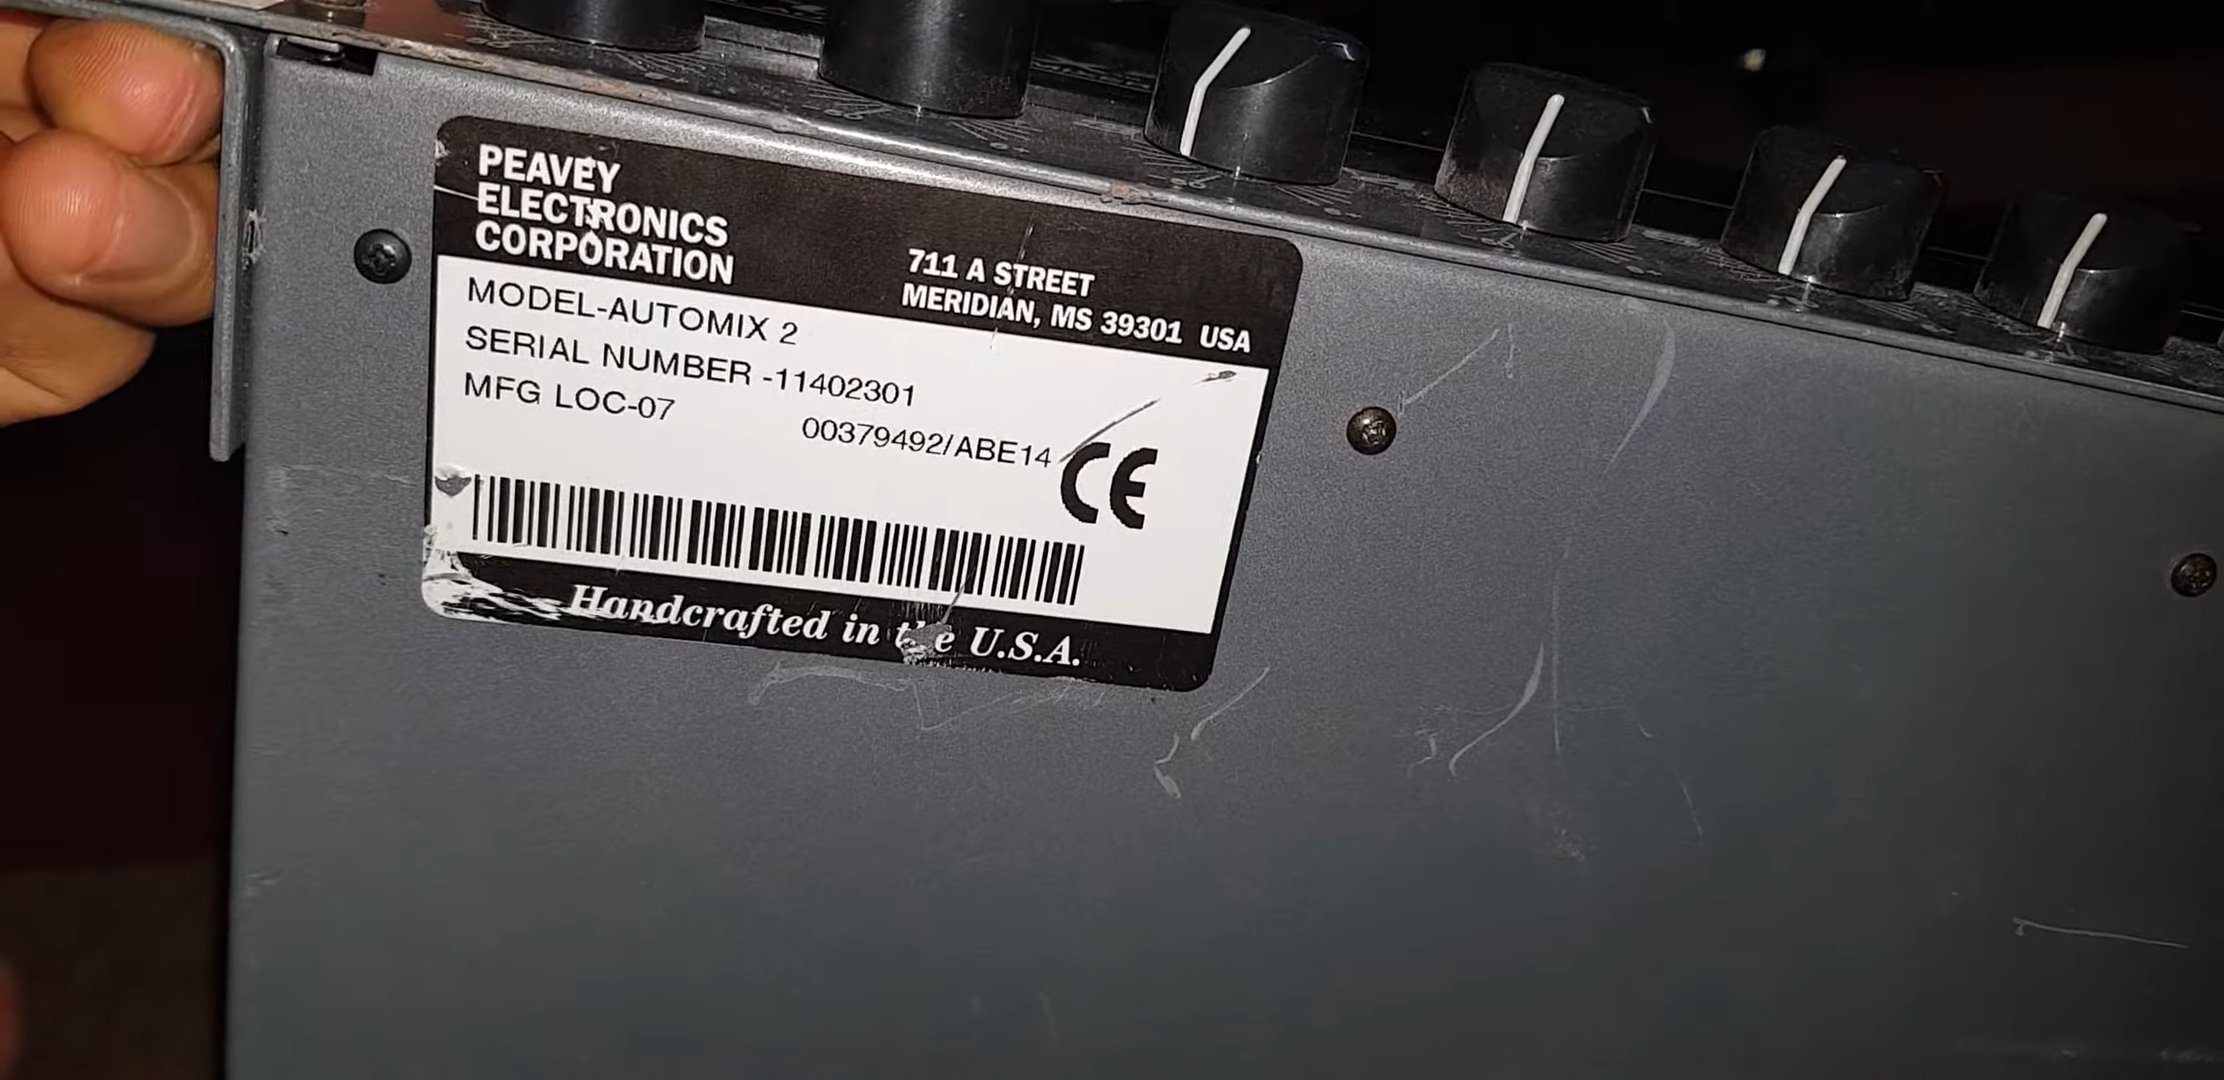 PEAVEY
ELECTRONICS
CORPORATION
711 A STREET
MERIDIAN, MS 39301 USA
MODEL-AUTOMIX 2
SERIAL NUMBER -11402301
MFG LOC-07
00379492/ABE14
CE
Handcrafted in the U.S.A.